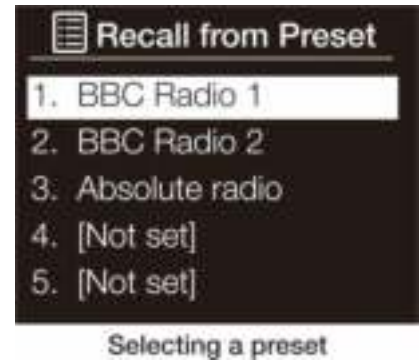 Recall from Preset
1. BBC Radio 1
2. BBC Radio 2
3. Absolute radio
4. [Not set]
5. [Not set]
Selecting a preset